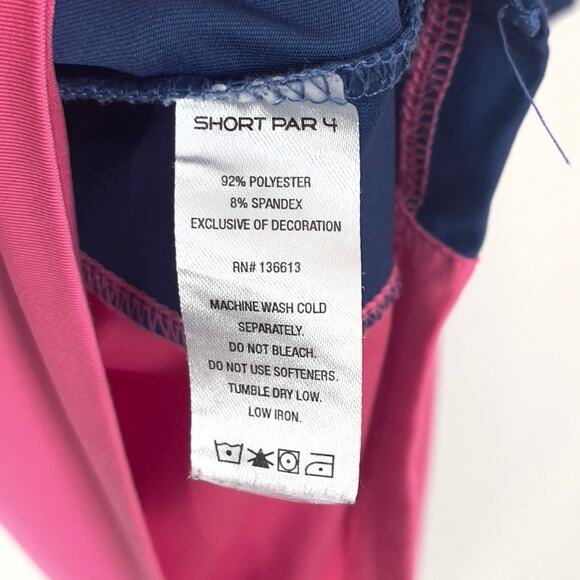 SHORT PAR 4
92% POLYESTER
8% SPANDEX
EXCLUSIVE OF DECORATION
RN# 136613
MACHINE WASH COLD
SEPARATELY.
DO NOT BLEACH.
DO NOT USE SOFTENERS.
TUMBLE DRY LOW.
LOW IRON.